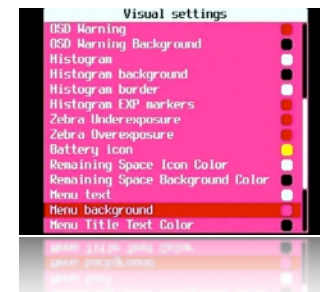 Visual settings
OSD Warning
OSD Warning Background
Histogram
Histogram background
Histogram border
Histogram EXP markers
Zebra Underexposure
Zebra Overexposure
Battery icon
Remaining Space Icon Color
Remaining Space Background Color
Menu text
Menu background
Menu Title Text Color